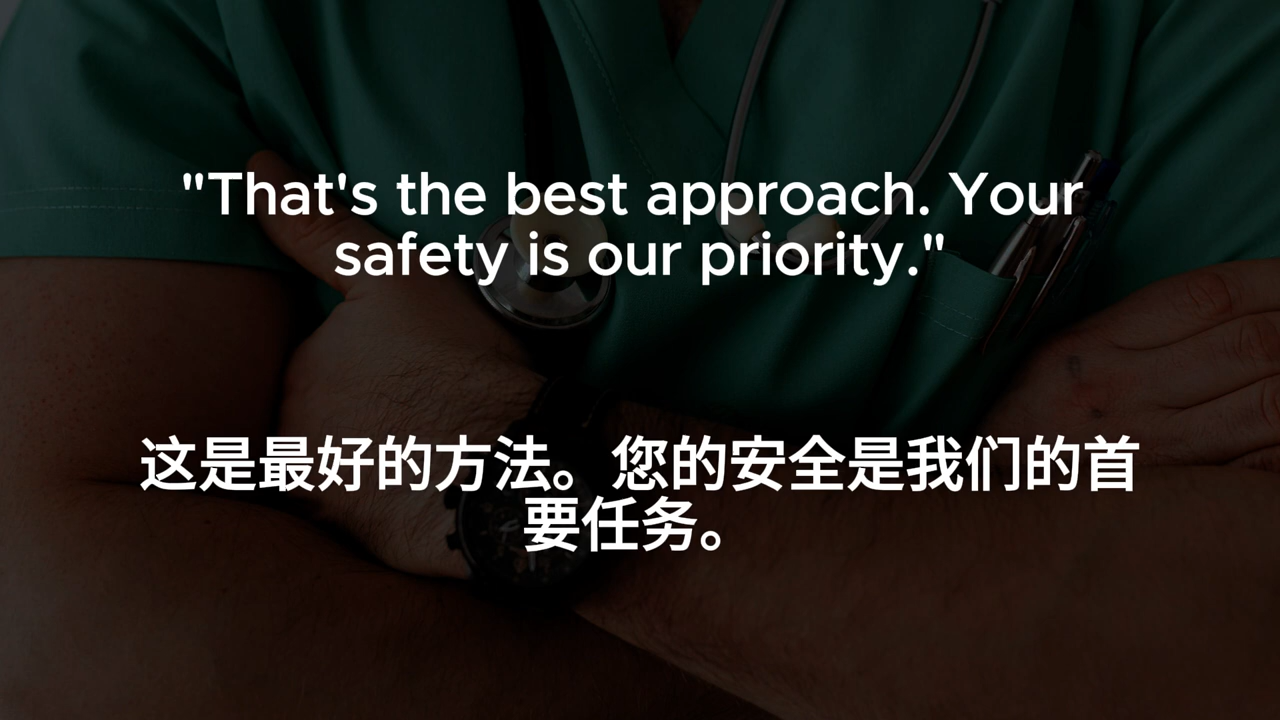 "That's the best approach. Your
safety is our priority."
这是最好的方法。您的安全是我们的首
要任务。